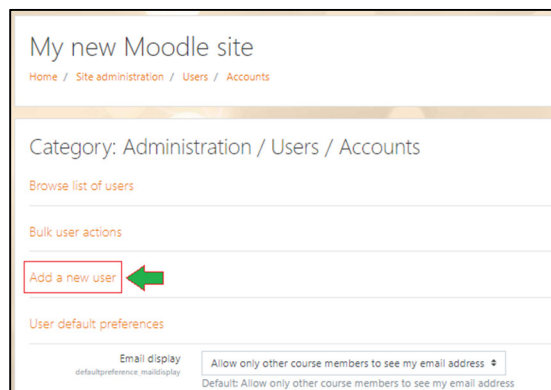 My new Moodle site
Home / Site administration / Users / Accounts
Category: Administration / Users / Accounts
Browse list of users
Bulk user actions
Add a new user
User default preferences
Email display
Allow only other course members to see my email address
defaultpreference_maildisplay
Default: Allow only other course members to see my email address